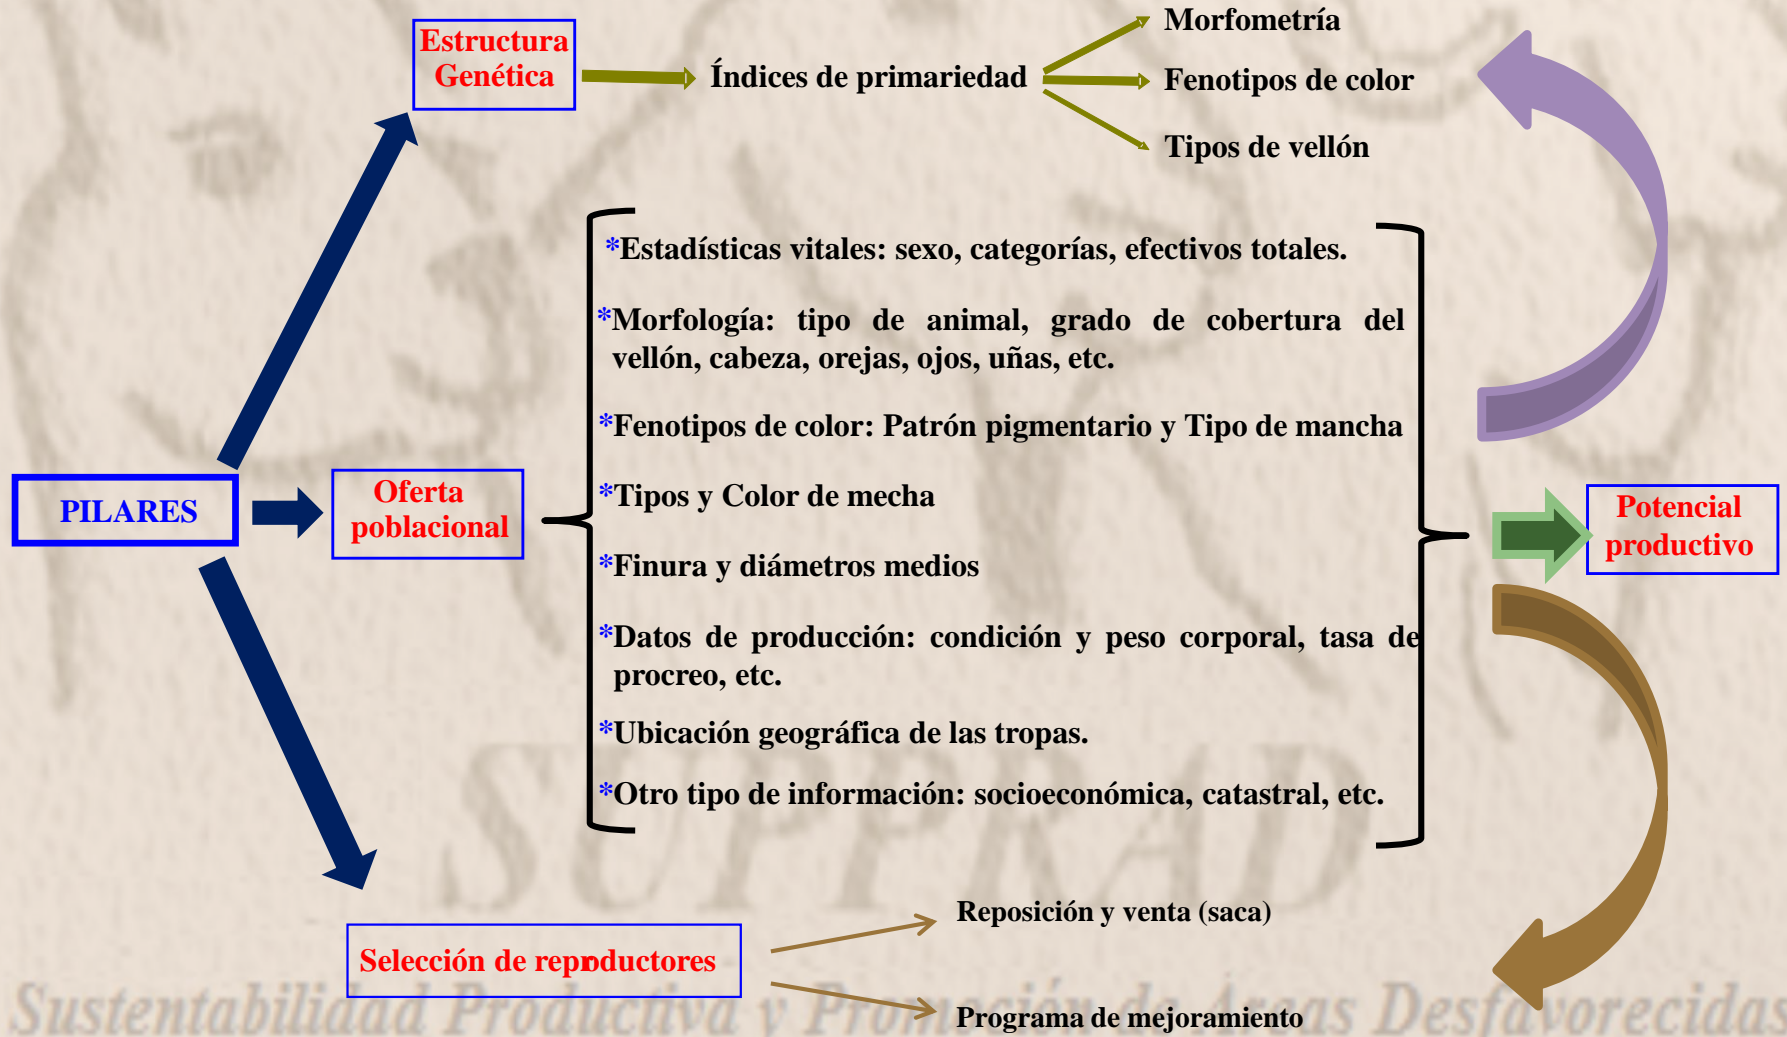 Estructura
Genética
Índices de primariedad
Morfometría
Fenotipos de color
Tipos de vellón
PILARES
Oferta
poblacional
*Estadísticas vitales: sexo, categorías, efectivos totales.
*Morfología: tipo de animal, grado de cobertura del
vellón, cabeza, orejas, ojos, uñas, etc.
*Fenotipos de color: Patrón pigmentario y Tipo de mancha
*Tipos y Color de mecha
*Finura y diámetros medios
*Datos de producción: condición y peso corporal, tasa de
procreo, etc.
*Ubicación geográfica de las tropas.
*Otro tipo de información: socioeconómica, catastral, etc.
Potencial
productivo
SUPPRAD
Selección de reproductores
Reposición y venta (saca)
Programa de mejoramiento
Sustentabilidad Productiva y Promoción de Áreas Desfavorecidas